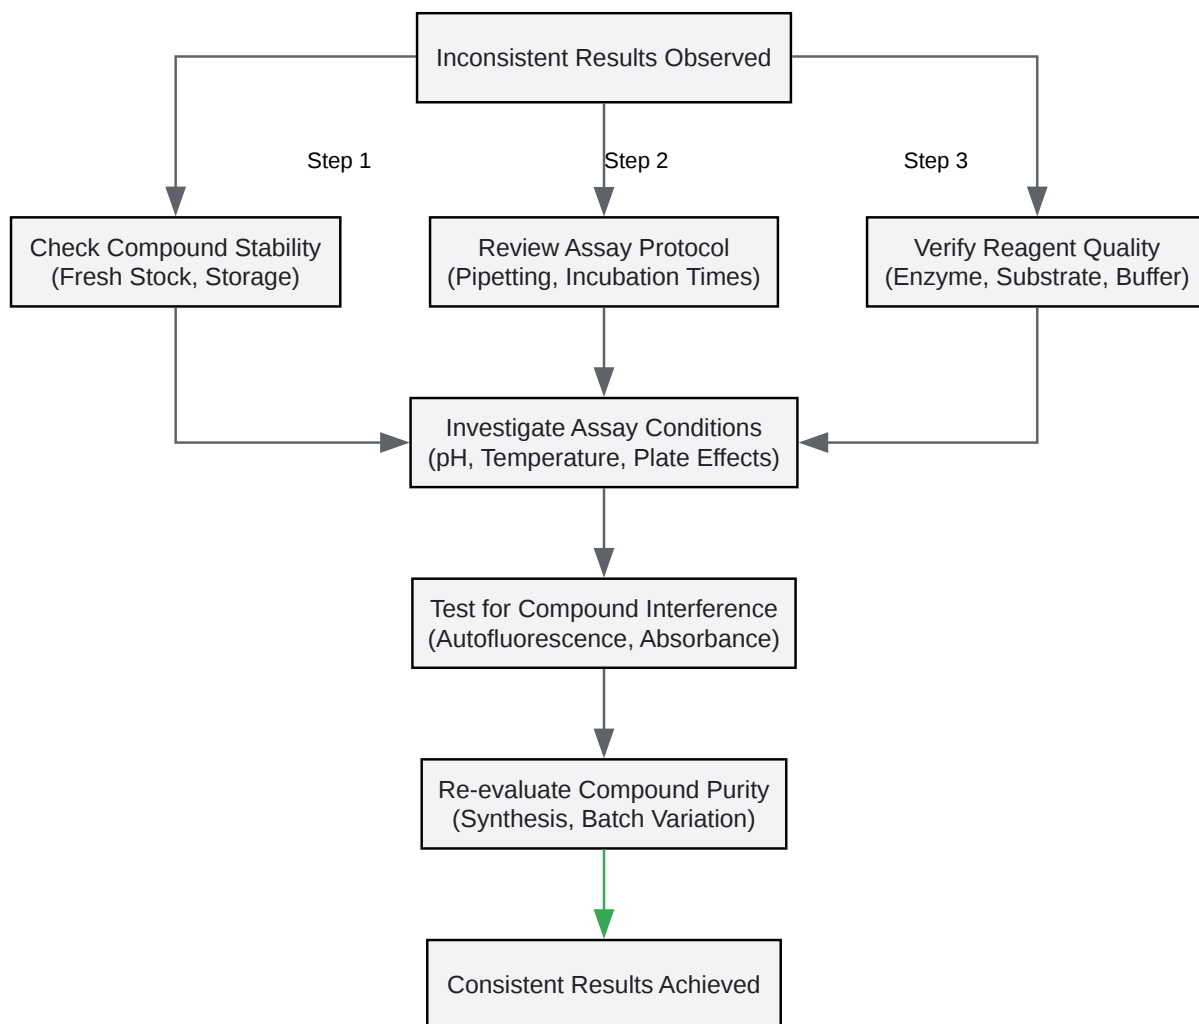 Inconsistent Results Observed
Step 1
Step 2
Step 3
Check Compound Stability
(Fresh Stock, Storage)
Review Assay Protocol
(Pipetting, Incubation Times)
Verify Reagent Quality
(Enzyme, Substrate, Buffer)
Investigate Assay Conditions
(pH, Temperature, Plate Effects)
Test for Compound Interference
(Autofluorescence, Absorbance)
Re-evaluate Compound Purity
(Synthesis, Batch Variation)
Consistent Results Achieved